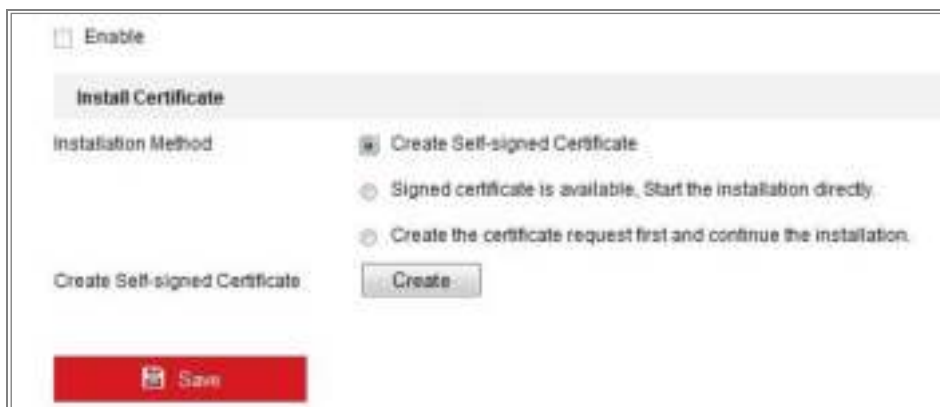 Enable
Install Certificate
Installation Method
Create Self-signed Certificate
Signed certificate is available, Start the installation directly.
Create the certificate request first and continue the installation.
Create Self-signed Certificate
Create
Save